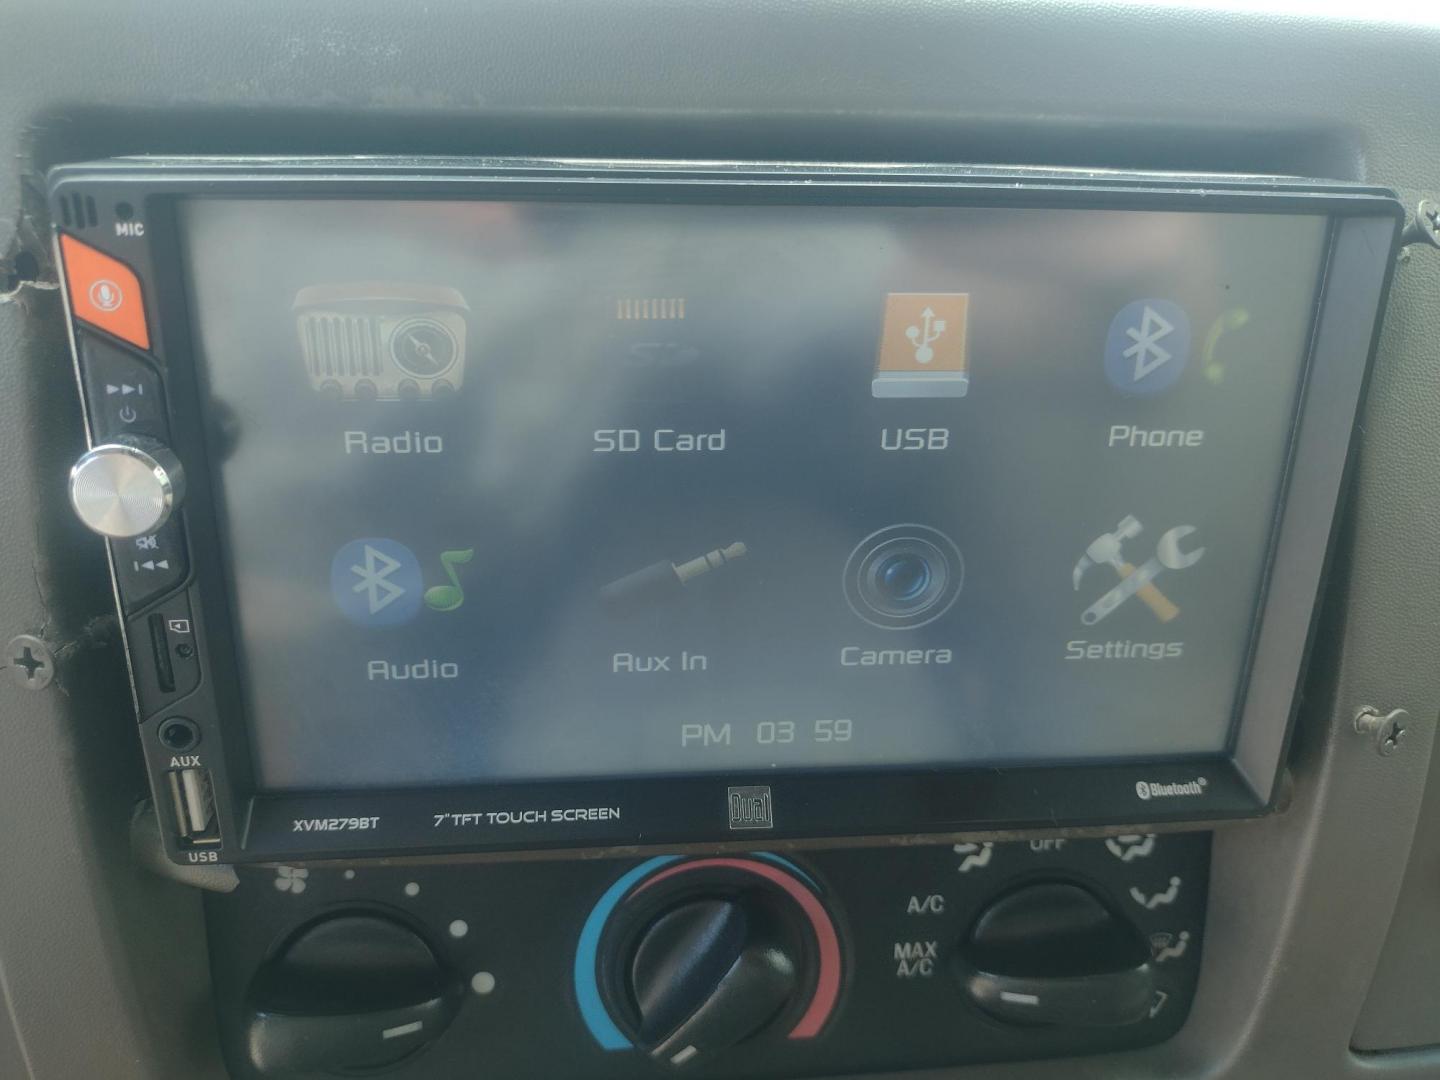 MIC
Radio
SD Card
USB
Phone
Audio
Aux In
Camera
Settings
PM 03 59
AUX
USB
XVM279BT
7"TFT TOUCH SCREEN
Dual
Bluetooth®
OFF
A/C
MAX
A/C